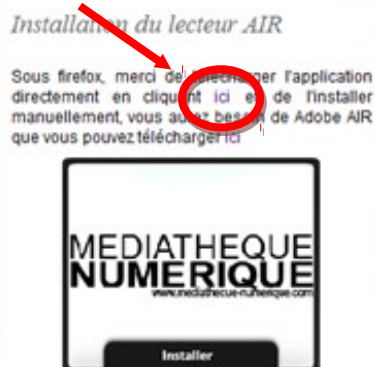 Installation du lecteur AIR
Sous firefox, merci de télécharger l'application
directement en cliquant ici et de l'installer
manuellement, vous aurez besoin de Adobe AIR
que vous pouvez télécharger ici
MEDIATHEQUE
NUMERIQUE
www.mediatheque-numerique.com
Installer